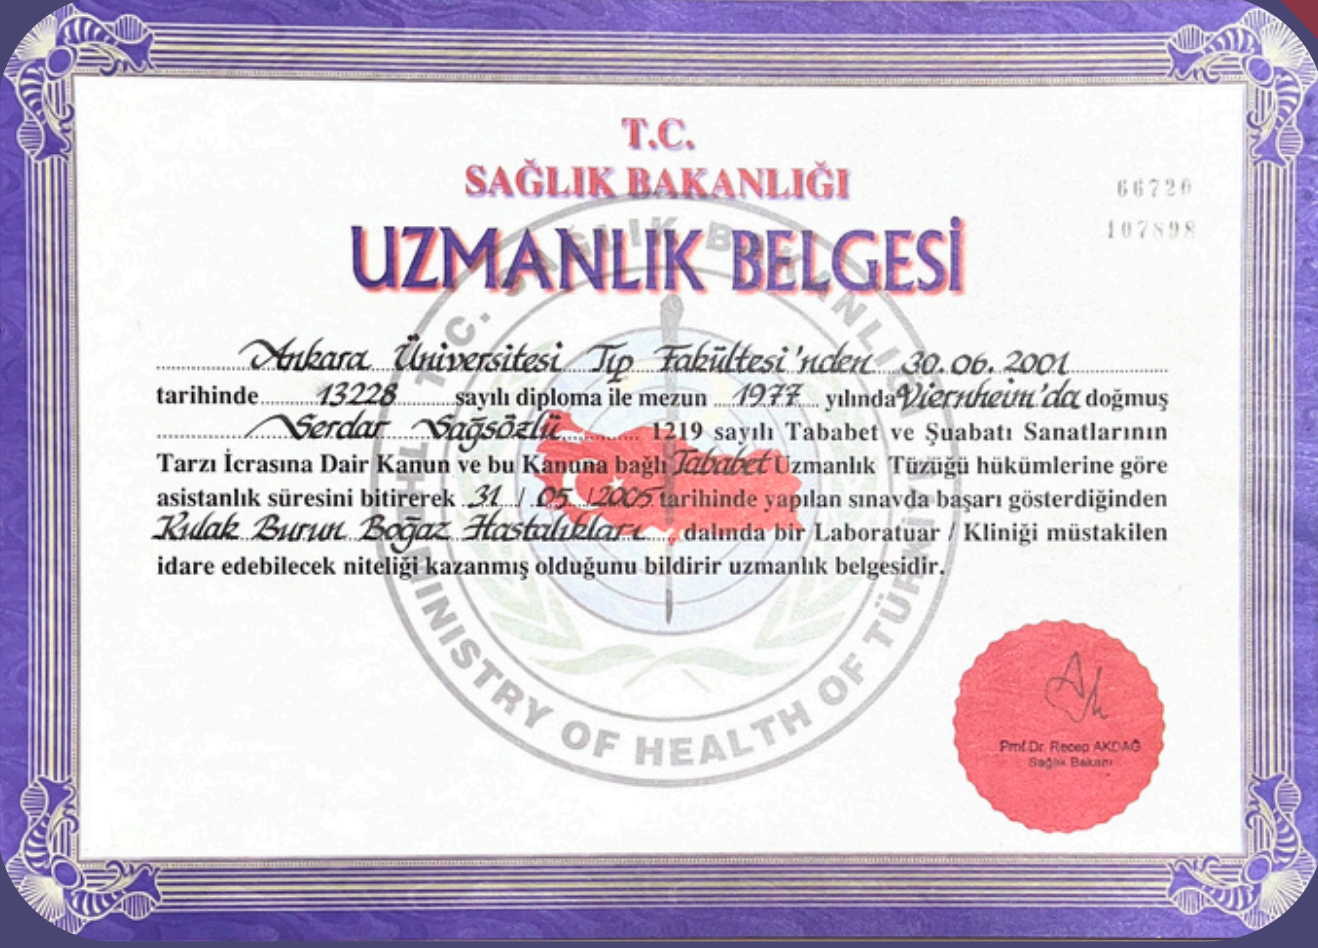 T.C.
SAĞLIK BAKANLIĞI
66720
107898
UZMANLIK BELGESİ
Ankara Üniversitesi Tıp Fakültesi'nden 30.06.2001
tarihinde 13228 sayılı diploma ile mezun 1977 yılında Viernheim'da doğmuş
Serdar Sağsözlü 1219 sayılı Tababet ve Şuabatı Sanatlarının
Tarzı İcrasına Dair Kanun ve bu Kanuna bağlı Tababet Uzmanlık Tüzüğü hükümlerine göre
asistanlık süresini bitirerek 31 / 05 / 2005 tarihinde yapılan sınavda başarı gösterdiğinden
Kulak Burun Boğaz Hastalıkları dalında bir Laboratuar / Kliniği müstakilen
idare edebilecek niteliği kazanmış olduğunu bildirir uzmanlık belgesidir.
T.C. SAĞLIK BAKANLIĞI
MINISTRY OF HEALTH OF TÜRKİYE
Prof.Dr. Recep AKDAĞ
Sağlık Bakanı